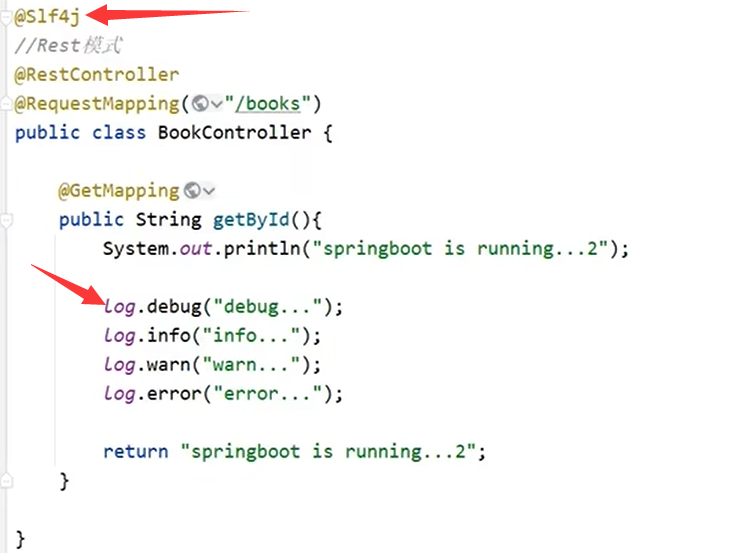 @Slf4j
//Rest模式
@RestController
@RequestMapping("/books")
public class BookController {
@GetMapping
public String getById(){
System.out.println("springboot is running...2");
log.debug("debug...");
log.info("info...");
log.warn("warn...");
log.error("error...");
return "springboot is running...2";
}
}